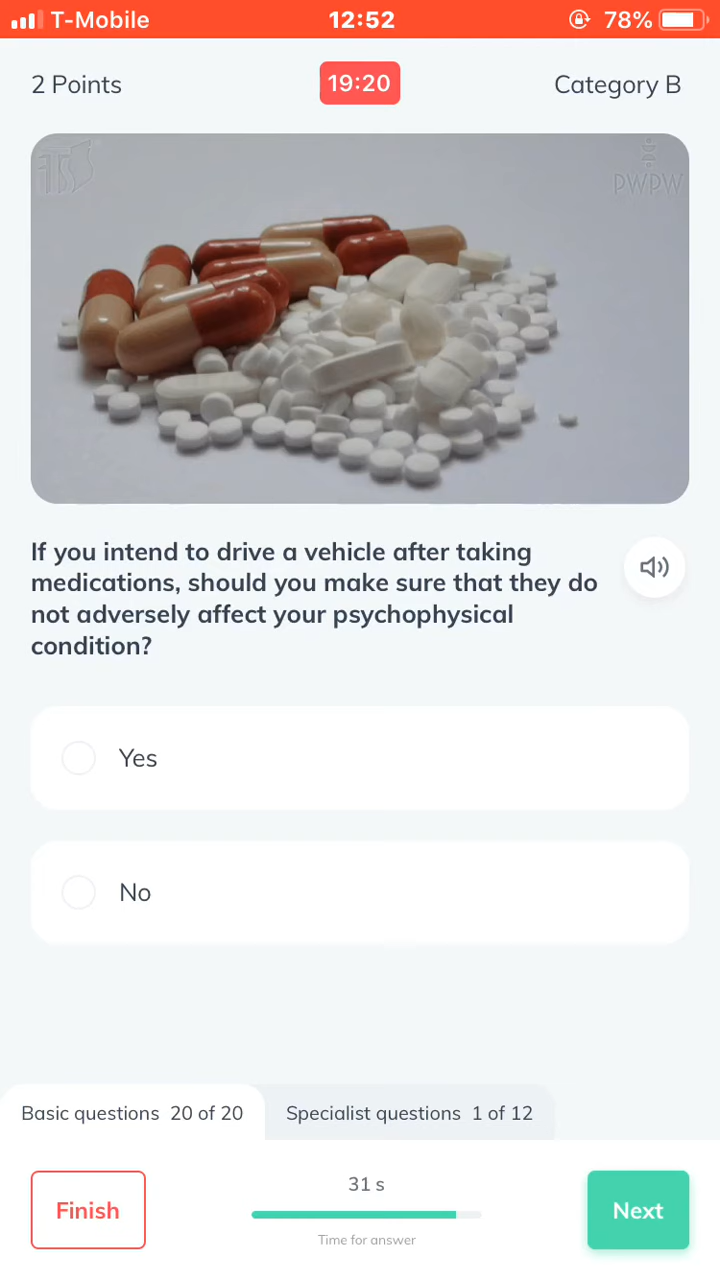 T-Mobile 12:52 78%
2 Points 19:20 Category B
ITS PWPW
If you intend to drive a vehicle after taking
medications, should you make sure that they do
not adversely affect your psychophysical
condition?
Yes
No
Basic questions 20 of 20 Specialist questions 1 of 12
31 s
Finish Next
Time for answer